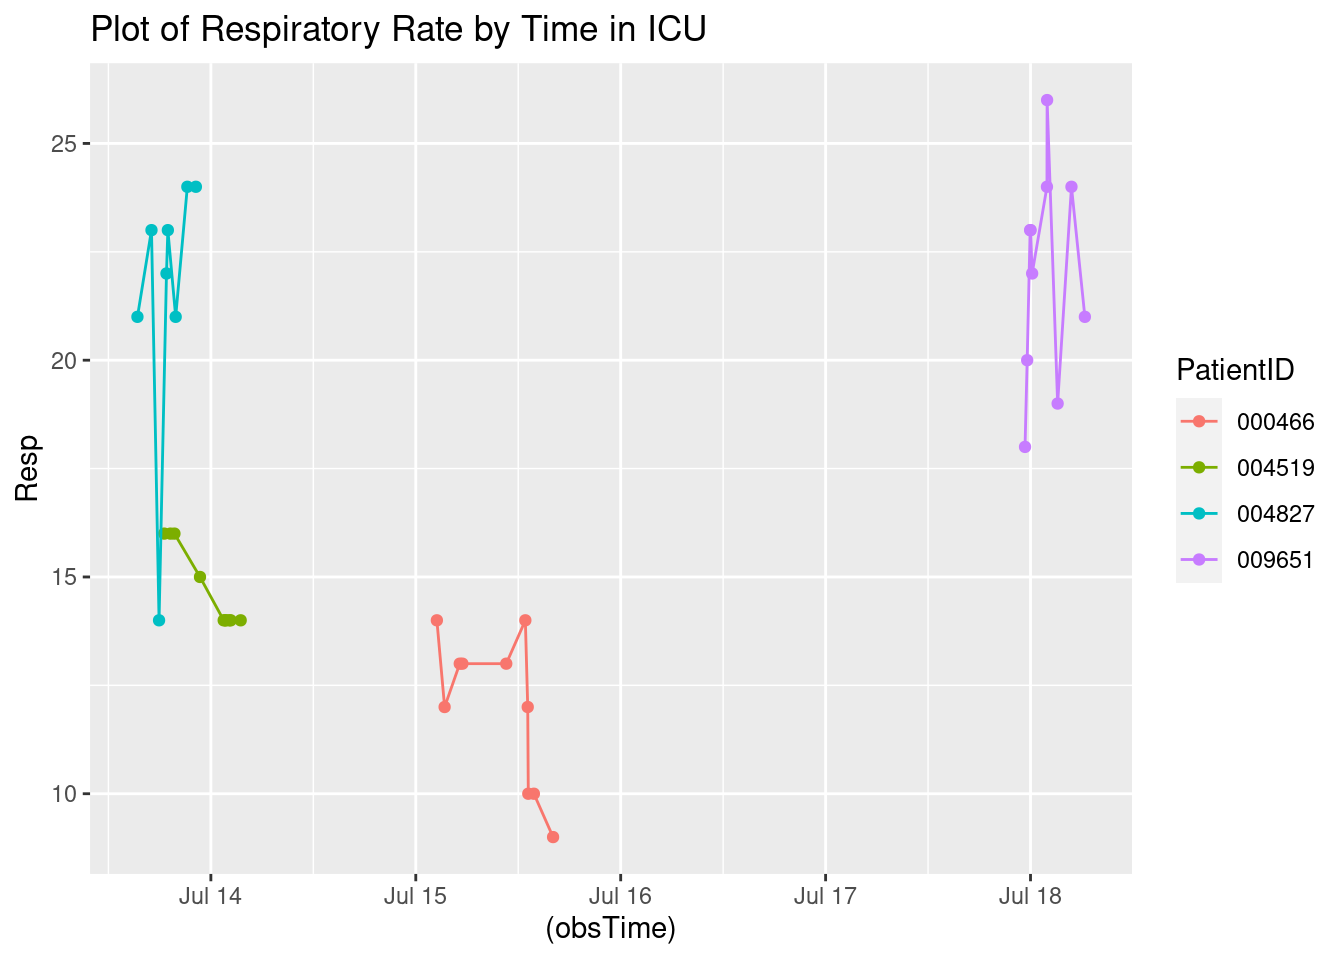 Plot of Respiratory Rate by Time in ICU
25
20
15
10
Resp
Jul 14
Jul 15
Jul 16
Jul 17
Jul 18
(obsTime)
PatientID
000466
004519
004827
009651